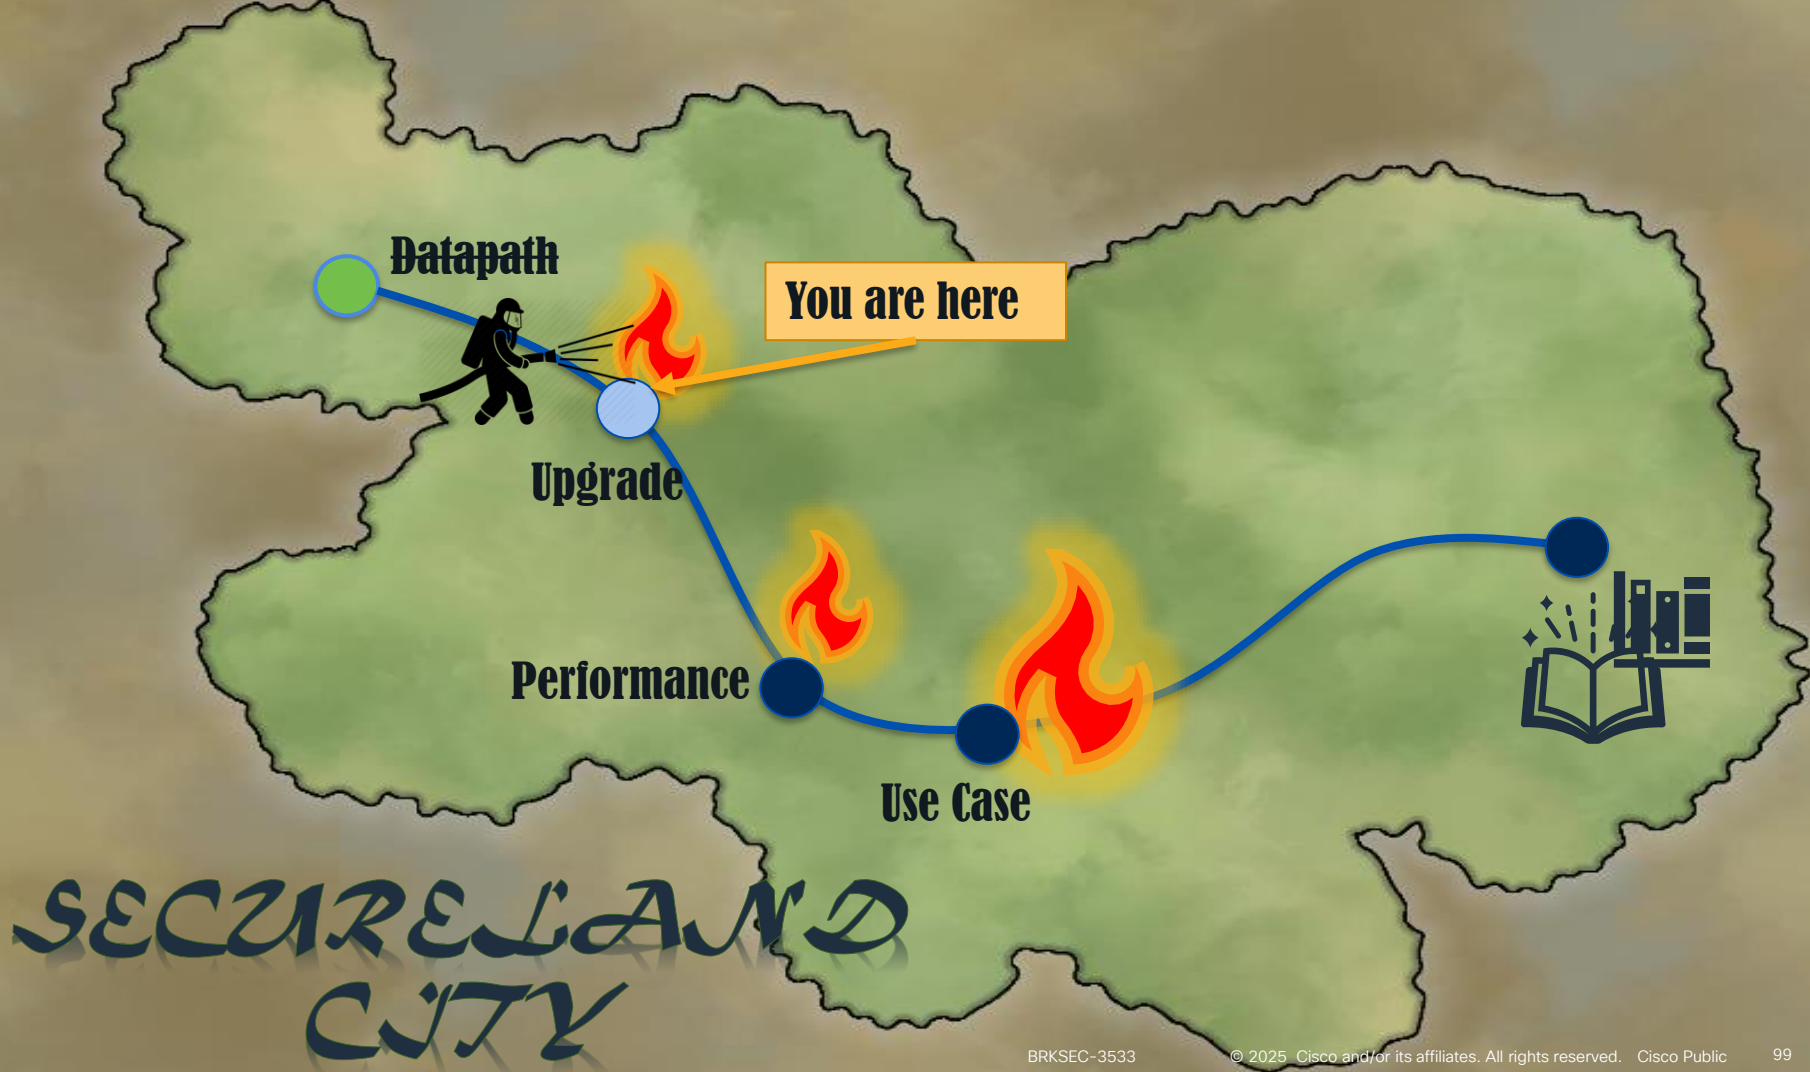 Datapath
You are here
Upgrade
Performance
Use Case
SECURELAND
CITY
BRKSEC-3533
© 2025 Cisco and/or its affiliates. All rights reserved. Cisco Public
99